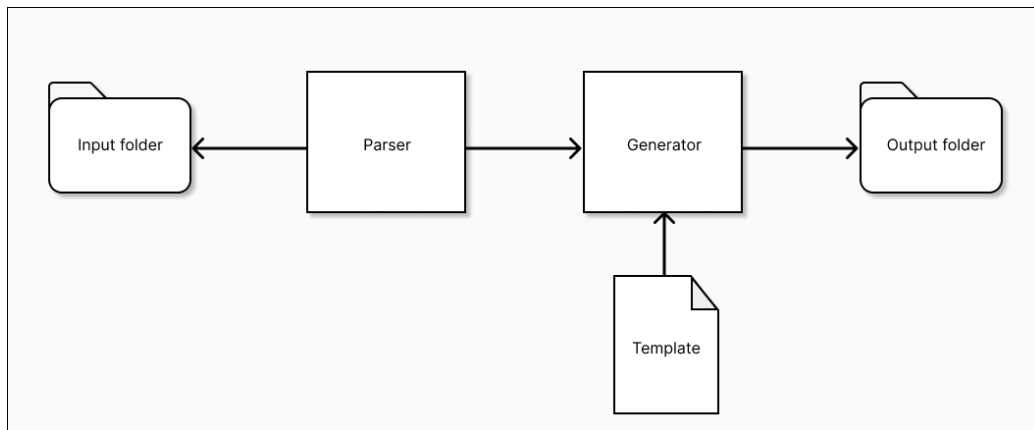 Input folder
Parser
Generator
Output folder
Template